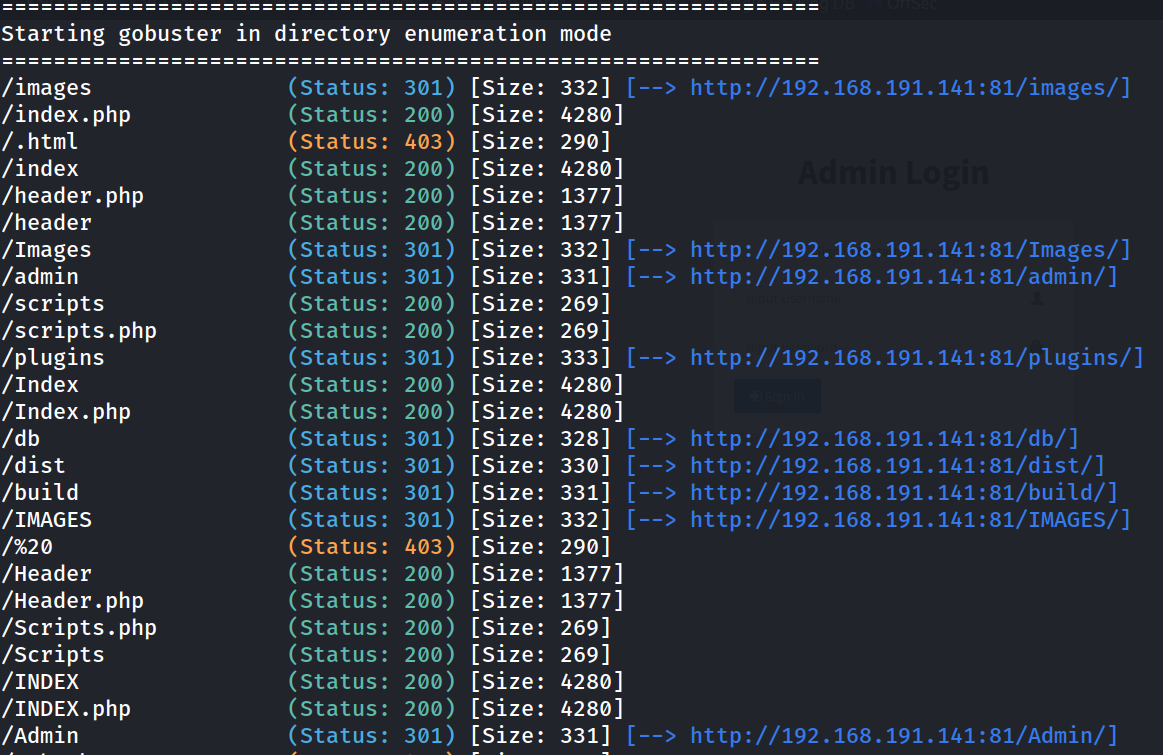 DB OffSec
===============================================================
Starting gobuster in directory enumeration mode
===============================================================
/images (Status: 301) [Size: 332] [--> http://192.168.191.141:81/images/]
/index.php (Status: 200) [Size: 4280]
/.html (Status: 403) [Size: 290]
/index (Status: 200) [Size: 4280]
Admin Login
/header.php (Status: 200) [Size: 1377]
/header (Status: 200) [Size: 1377]
/Images (Status: 301) [Size: 332] [--> http://192.168.191.141:81/Images/]
/admin (Status: 301) [Size: 331] [--> http://192.168.191.141:81/admin/]
/scripts (Status: 200) [Size: 269]
/scripts.php (Status: 200) [Size: 269]
/plugins (Status: 301) [Size: 333] [--> http://192.168.191.141:81/plugins/]
/Index (Status: 200) [Size: 4280]
Sign In
/Index.php (Status: 200) [Size: 4280]
/db (Status: 301) [Size: 328] [--> http://192.168.191.141:81/db/]
/dist (Status: 301) [Size: 330] [--> http://192.168.191.141:81/dist/]
/build (Status: 301) [Size: 331] [--> http://192.168.191.141:81/build/]
/IMAGES (Status: 301) [Size: 332] [--> http://192.168.191.141:81/IMAGES/]
/%20 (Status: 403) [Size: 290]
/Header (Status: 200) [Size: 1377]
/Header.php (Status: 200) [Size: 1377]
/Scripts.php (Status: 200) [Size: 269]
/Scripts (Status: 200) [Size: 269]
/INDEX (Status: 200) [Size: 4280]
/INDEX.php (Status: 200) [Size: 4280]
/Admin (Status: 301) [Size: 331] [--> http://192.168.191.141:81/Admin/]